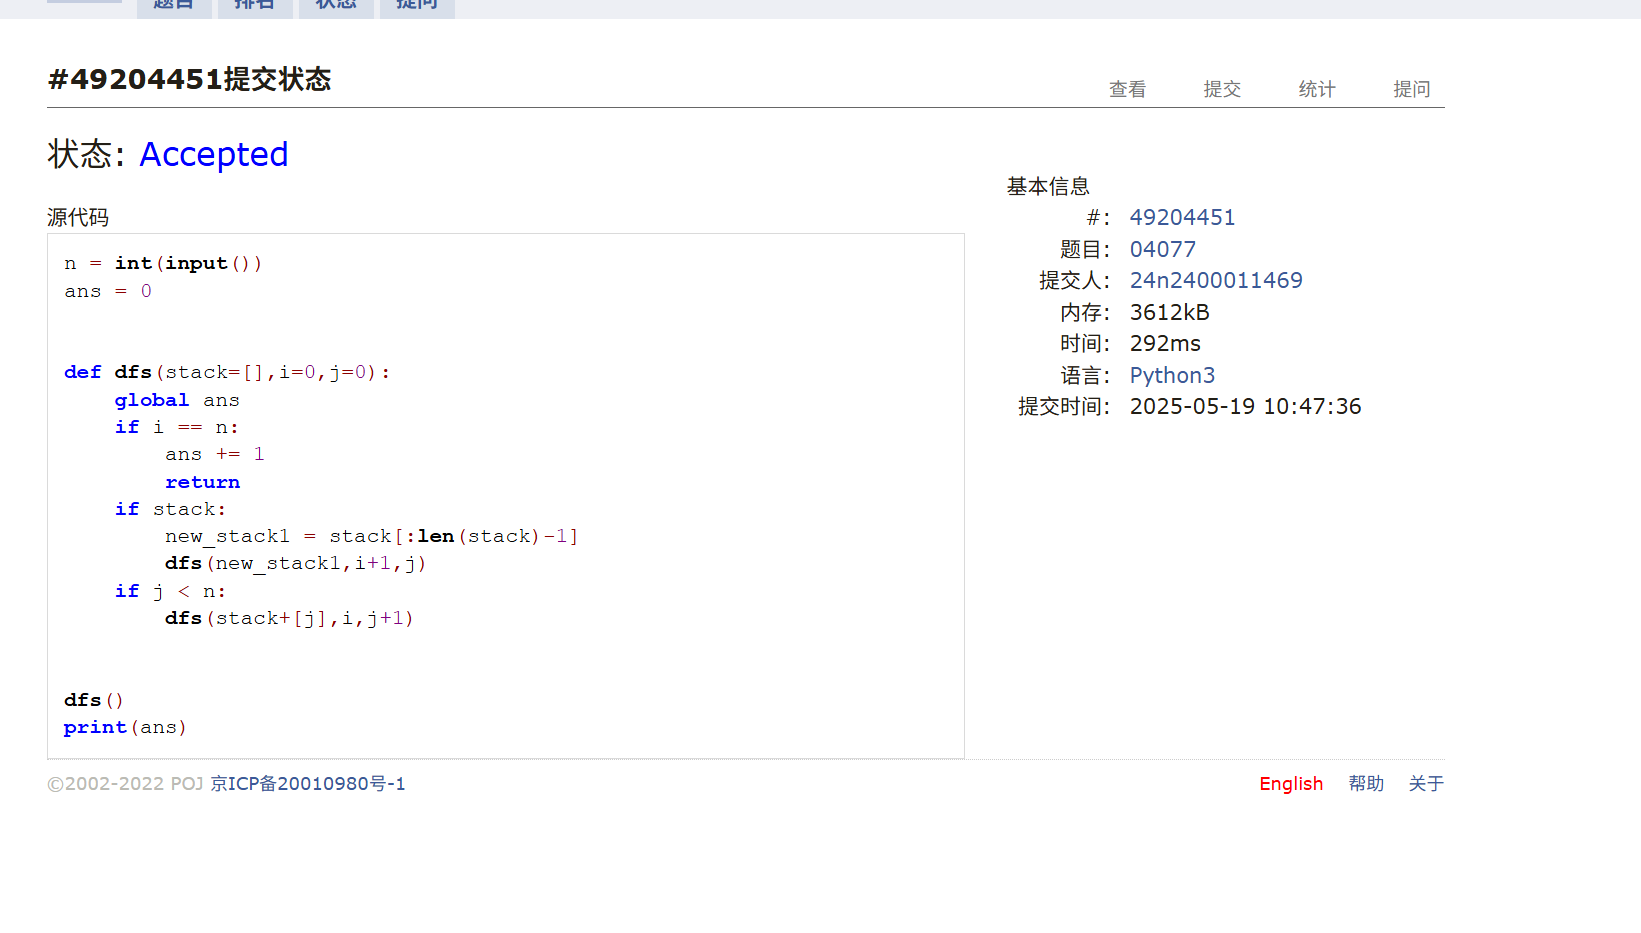 题目 排名 状态 提问
#49204451提交状态
查看 提交 统计 提问
状态: Accepted
源代码
n = int(input())
ans = 0
def dfs(stack=[],i=0,j=0):
    global ans
    if i == n:
        ans += 1
        return
    if stack:
        new_stack1 = stack[:len(stack)-1]
        dfs(new_stack1,i+1,j)
    if j < n:
        dfs(stack+[j],i,j+1)
dfs()
print(ans)
基本信息
#: 49204451
题目: 04077
提交人: 24n2400011469
内存: 3612kB
时间: 292ms
语言: Python3
提交时间: 2025-05-19 10:47:36
©2002-2022 POJ 京ICP备20010980号-1
English 帮助 关于